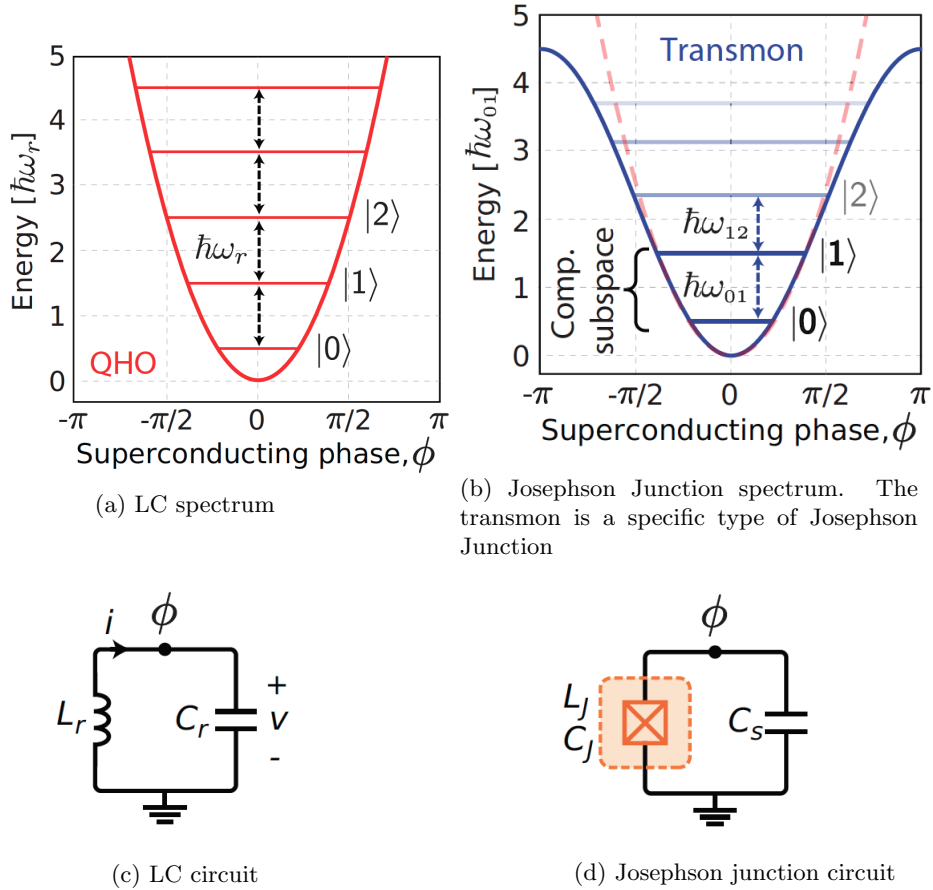 5
4
3
2
1
0
Energy [ħω_r]
ħω_r
|2⟩
|1⟩
|0⟩
QHO
-π
-π/2
0
π/2
π
Superconducting phase, ϕ
(a) LC spectrum
5
4
3
2
1
0
Energy [ħω₀₁]
Transmon
|2⟩
ħω₁₂
|1⟩
Comp.
subspace
ħω₀₁
|0⟩
-π
-π/2
0
π/2
π
Superconducting phase, ϕ
(b) Josephson Junction spectrum. The
transmon is a specific type of Josephson
Junction
i
ϕ
L_r
C_r
+
v
-
(c) LC circuit
ϕ
L_J
C_J
C_s
(d) Josephson junction circuit